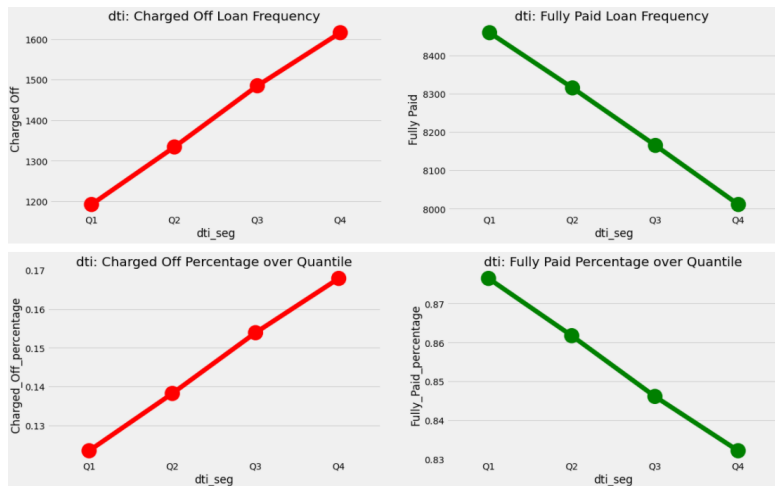 dti: Charged Off Loan Frequency
Charged Off
1600
1500
1400
1300
1200
Q1 Q2 Q3 Q4
dti_seg
dti: Fully Paid Loan Frequency
Fully Paid
8400
8300
8200
8100
8000
Q1 Q2 Q3 Q4
dti_seg
dti: Charged Off Percentage over Quantile
Charged_Off_percentage
0.17
0.16
0.15
0.14
0.13
Q1 Q2 Q3 Q4
dti_seg
dti: Fully Paid Percentage over Quantile
Fully_Paid_percentage
0.87
0.86
0.85
0.84
0.83
Q1 Q2 Q3 Q4
dti_seg